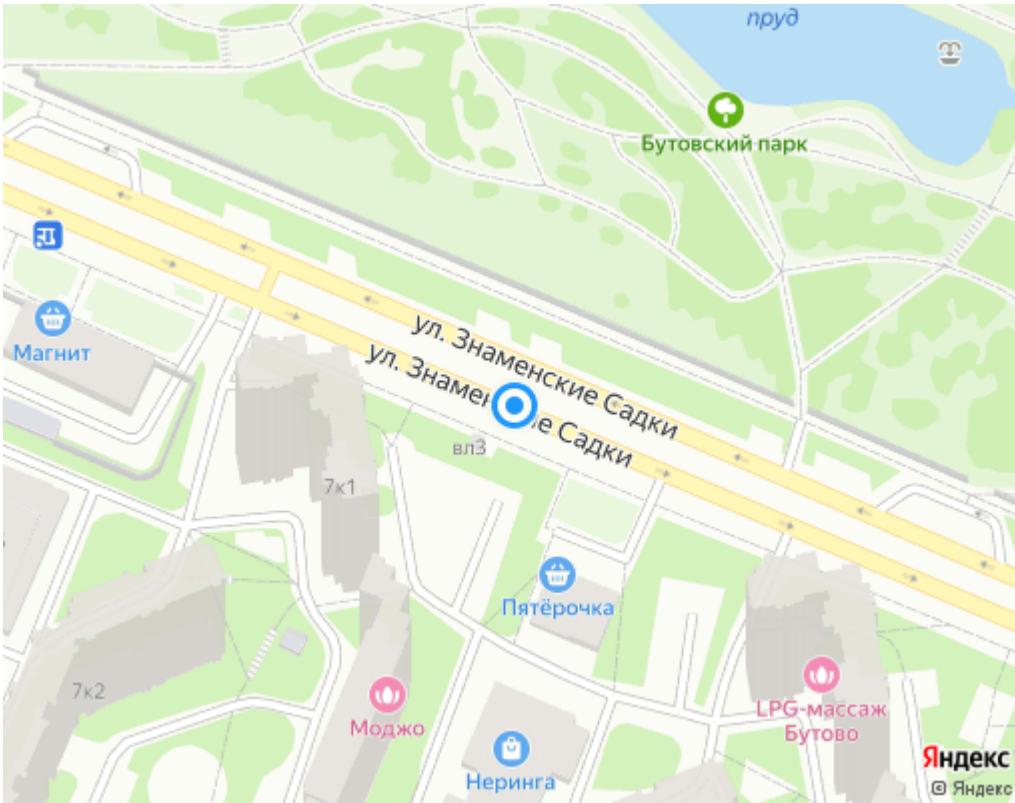 пруд
Бутовский парк
Магнит
ул. Знаменские Садки
ул. Знаменские Садки
вл3
7к1
Пятёрочка
7к2
Моджо
LPG-массаж
Бутово
Неринга
Яндекс
© Яндекс